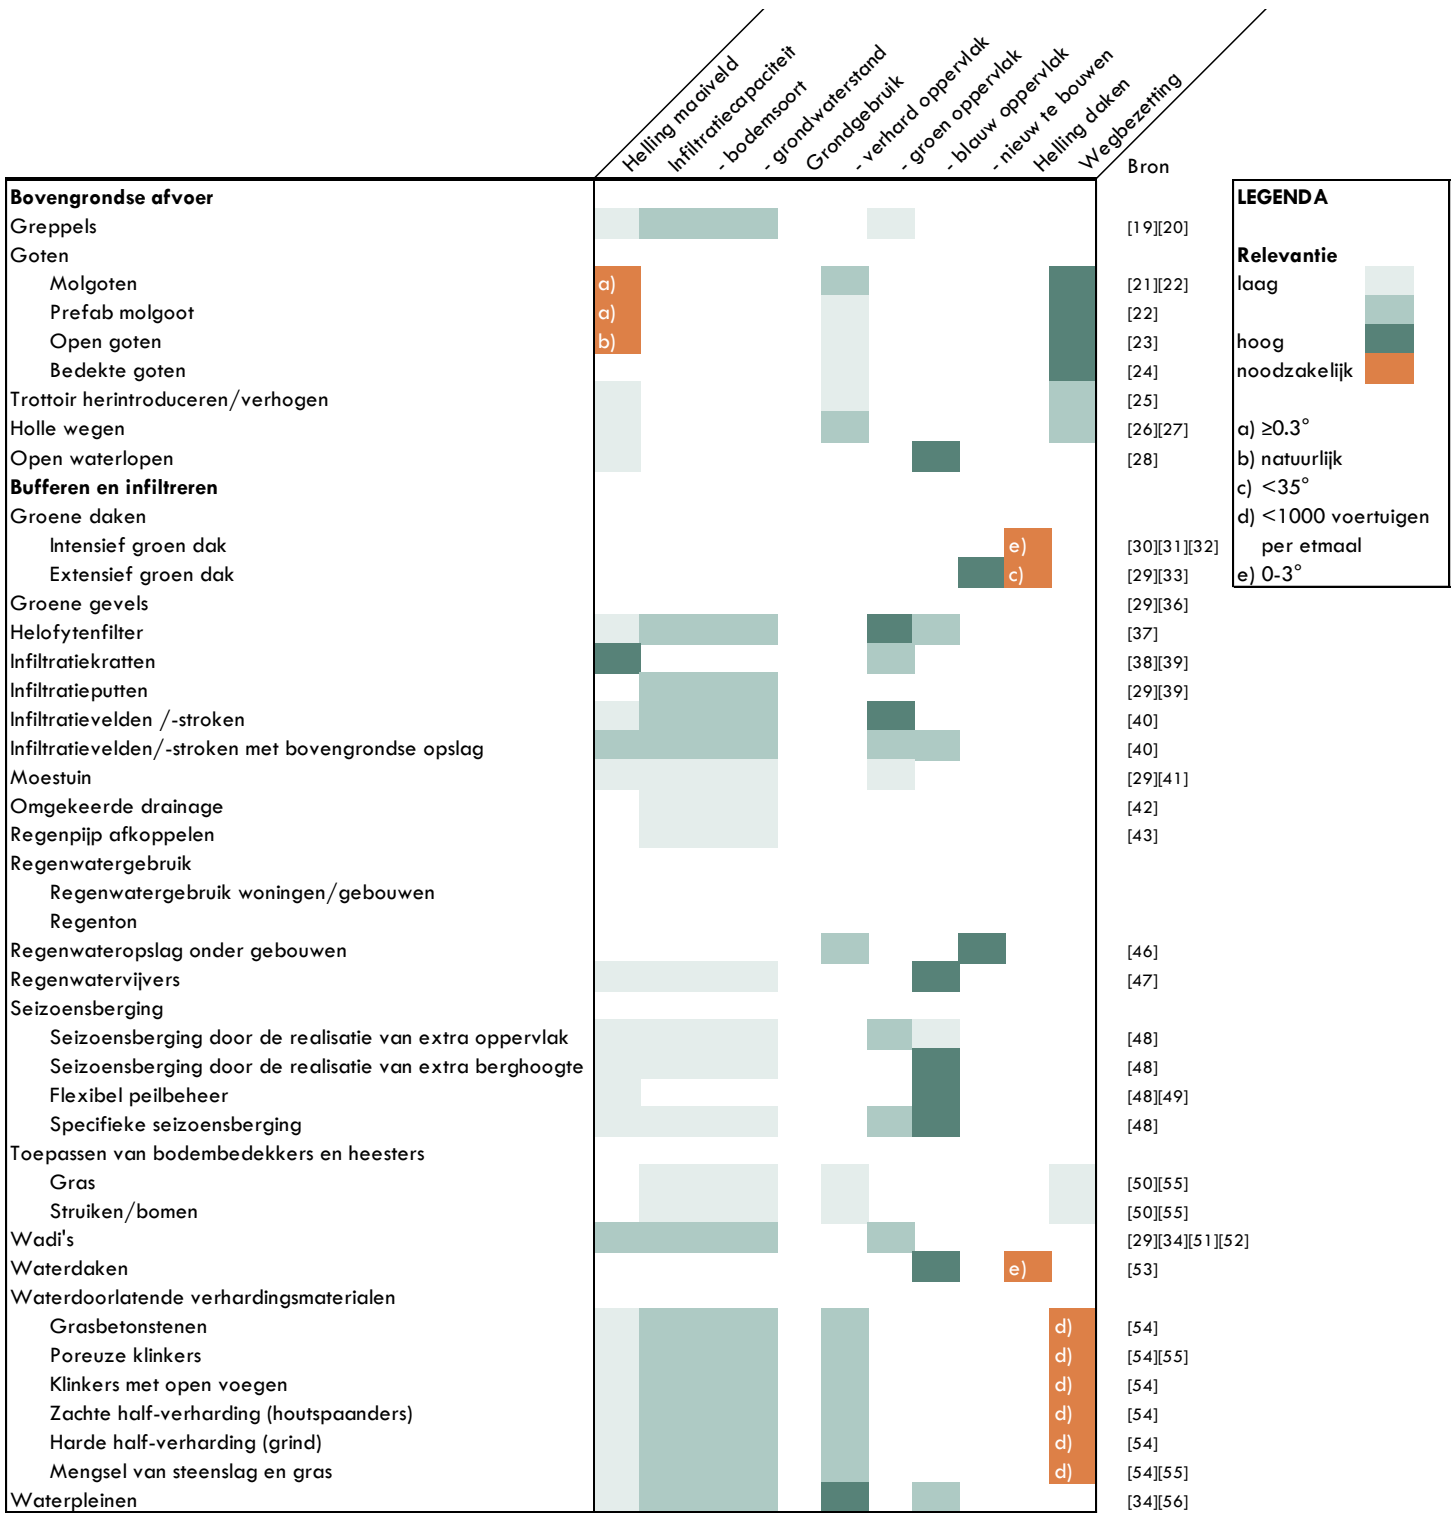 Helling maaiveld
Infiltratiecapaciteit
- bodemsoort
- grondwaterstand
Grondgebruik
- verhard oppervlak
- groen oppervlak
- blauw oppervlak
- nieuw te bouwen
Helling daken
Wegbezetting
Bron
Bovengrondse afvoer
Greppels [19][20]
Goten
Molgoten a) [21][22]
Prefab molgoot a) [22]
Open goten b) [23]
Bedekte goten [24]
Trottoir herintroduceren/verhogen [25]
Holle wegen [26][27]
Open waterlopen [28]
Bufferen en infiltreren
Groene daken
Intensief groen dak e) [30][31][32]
Extensief groen dak c) [29][33]
Groene gevels [29][36]
Helofytenfilter [37]
Infiltratiekratten [38][39]
Infiltratieputten [29][39]
Infiltratievelden /-stroken [40]
Infiltratievelden/-stroken met bovengrondse opslag [40]
Moestuin [29][41]
Omgekeerde drainage [42]
Regenpijp afkoppelen [43]
Regenwatergebruik
Regenwatergebruik woningen/gebouwen
Regenton
Regenwateropslag onder gebouwen [46]
Regenwatervijvers [47]
Seizoensberging
Seizoensberging door de realisatie van extra oppervlak [48]
Seizoensberging door de realisatie van extra berghoogte [48]
Flexibel peilbeheer [48][49]
Specifieke seizoensberging [48]
Toepassen van bodembedekkers en heesters
Gras [50][55]
Struiken/bomen [50][55]
Wadi's [29][34][51][52]
Waterdaken e) [53]
Waterdoorlatende verhardingsmaterialen
Grasbetonstenen d) [54]
Poreuze klinkers d) [54][55]
Klinkers met open voegen d) [54]
Zachte half-verharding (houtspaanders) d) [54]
Harde half-verharding (grind) d) [54]
Mengsel van steenslag en gras d) [54][55]
Waterpleinen [34][56]
LEGENDA
Relevantie
laag
hoog
noodzakelijk
a) ≥0.3°
b) natuurlijk
c) <35°
d) <1000 voertuigen
per etmaal
e) 0-3°